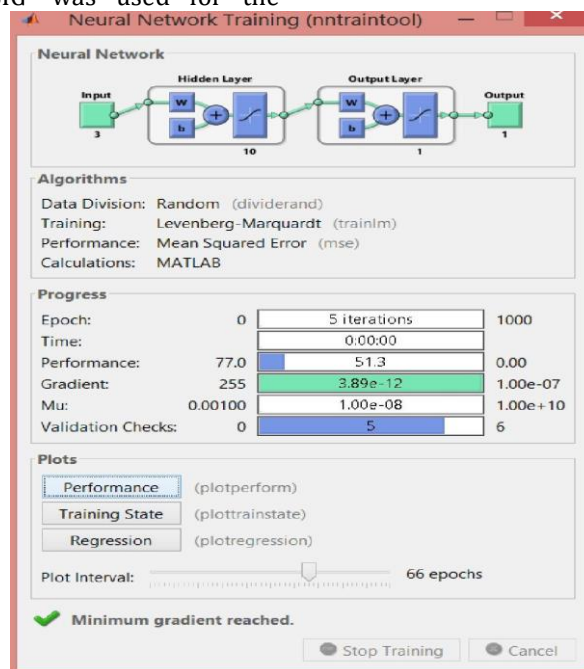 was used for the
Neural Network Training (nntraintool)
Neural Network
Hidden Layer Output Layer
Input Output
W W
b b
3 10 1 1
Algorithms
Data Division: Random (dividerand)
Training: Levenberg-Marquardt (trainlm)
Performance: Mean Squared Error (mse)
Calculations: MATLAB
Progress
Epoch: 0 5 iterations 1000
Time: 0:00:00
Performance: 77.0 51.3 0.00
Gradient: 255 3.89e-12 1.00e-07
Mu: 0.00100 1.00e-08 1.00e+10
Validation Checks: 0 5 6
Plots
Performance (plotperform)
Training State (plottrainstate)
Regression (plotregression)
Plot Interval: 66 epochs
Minimum gradient reached.
Stop Training Cancel